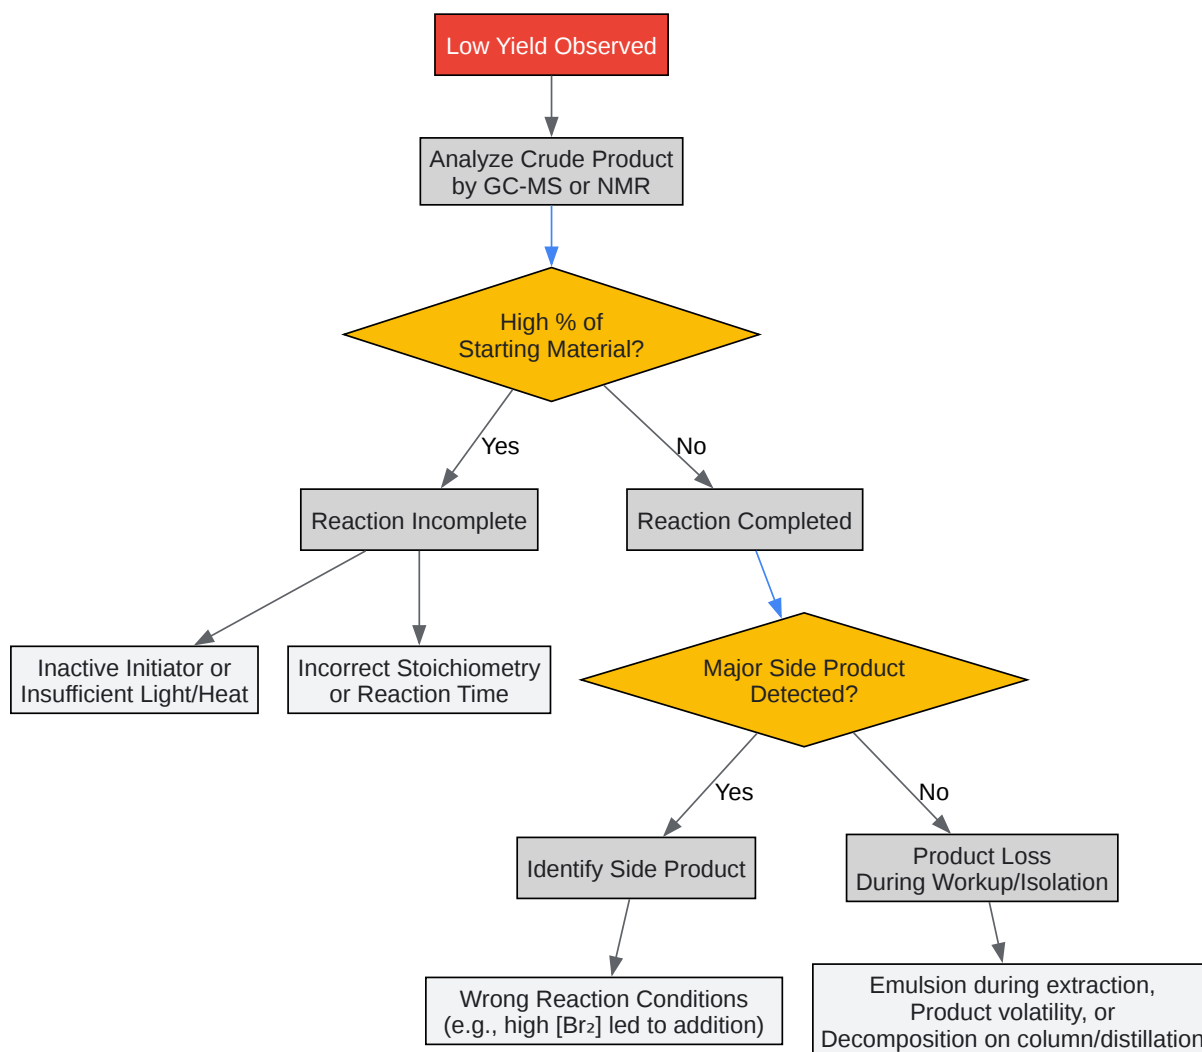 Low Yield Observed
Analyze Crude Product
by GC-MS or NMR
High % of
Starting Material?
Yes
No
Reaction Incomplete
Reaction Completed
Inactive Initiator or
Insufficient Light/Heat
Incorrect Stoichiometry
or Reaction Time
Major Side Product
Detected?
Yes
No
Identify Side Product
Product Loss
During Workup/Isolation
Wrong Reaction Conditions
(e.g., high [Br₂] led to addition)
Emulsion during extraction,
Product volatility, or
Decomposition on column/distillation